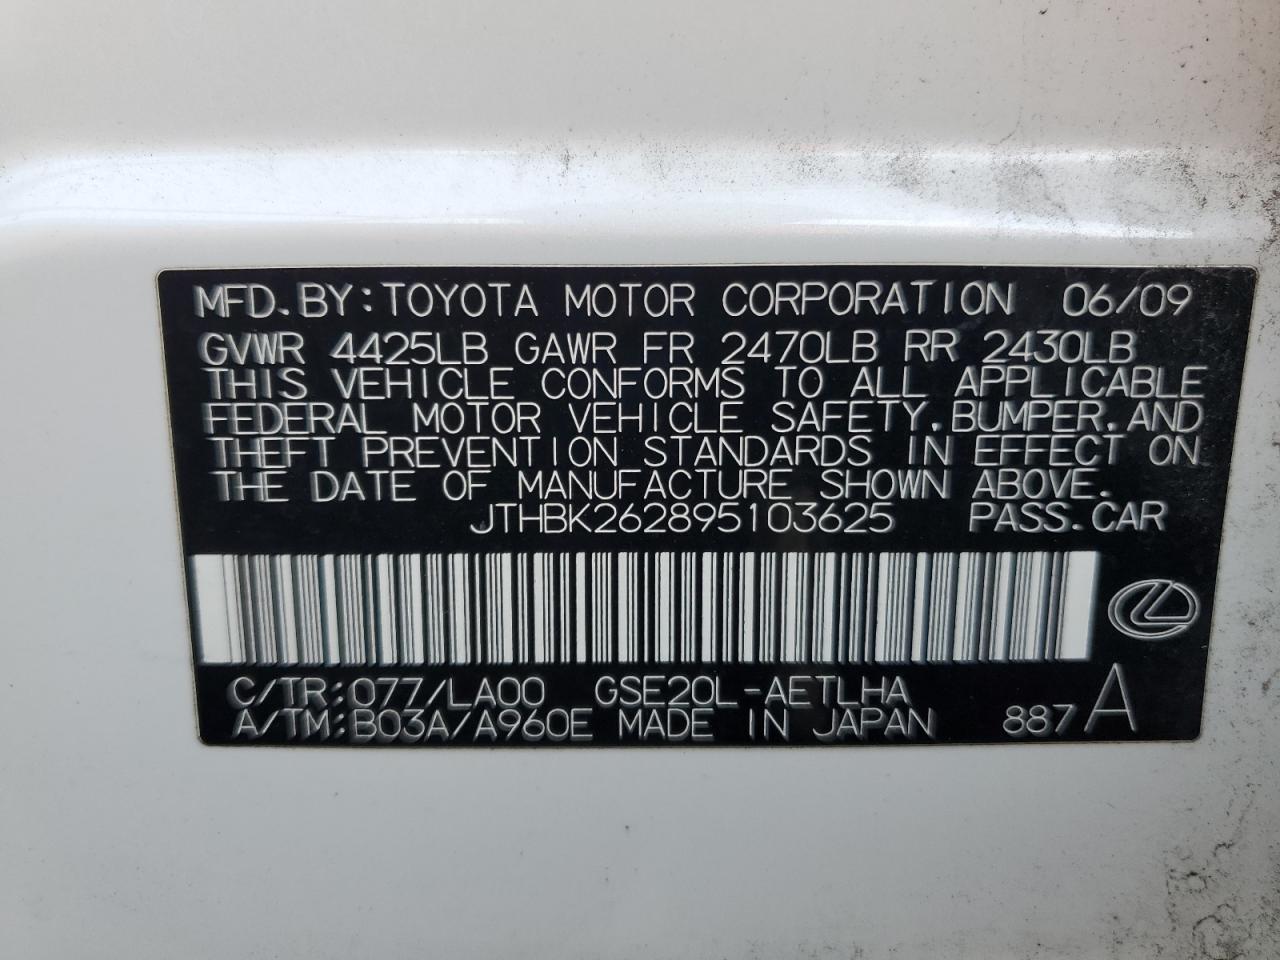 MFD.BY:TOYOTA MOTOR CORPORATION 06/09
GVWR 4425LB GAWR FR 2470LB RR 2430LB
THIS VEHICLE CONFORMS TO ALL APPLICABLE
FEDERAL MOTOR VEHICLE SAFETY,BUMPER,AND
THEFT PREVENTION STANDARDS IN EFFECT ON
THE DATE OF MANUFACTURE SHOWN ABOVE.
JTHBK262895103625 PASS.CAR
C/TR:077/LA00 GSE20L-AETLHA
A/TM:B03A/A960E MADE IN JAPAN 887 A